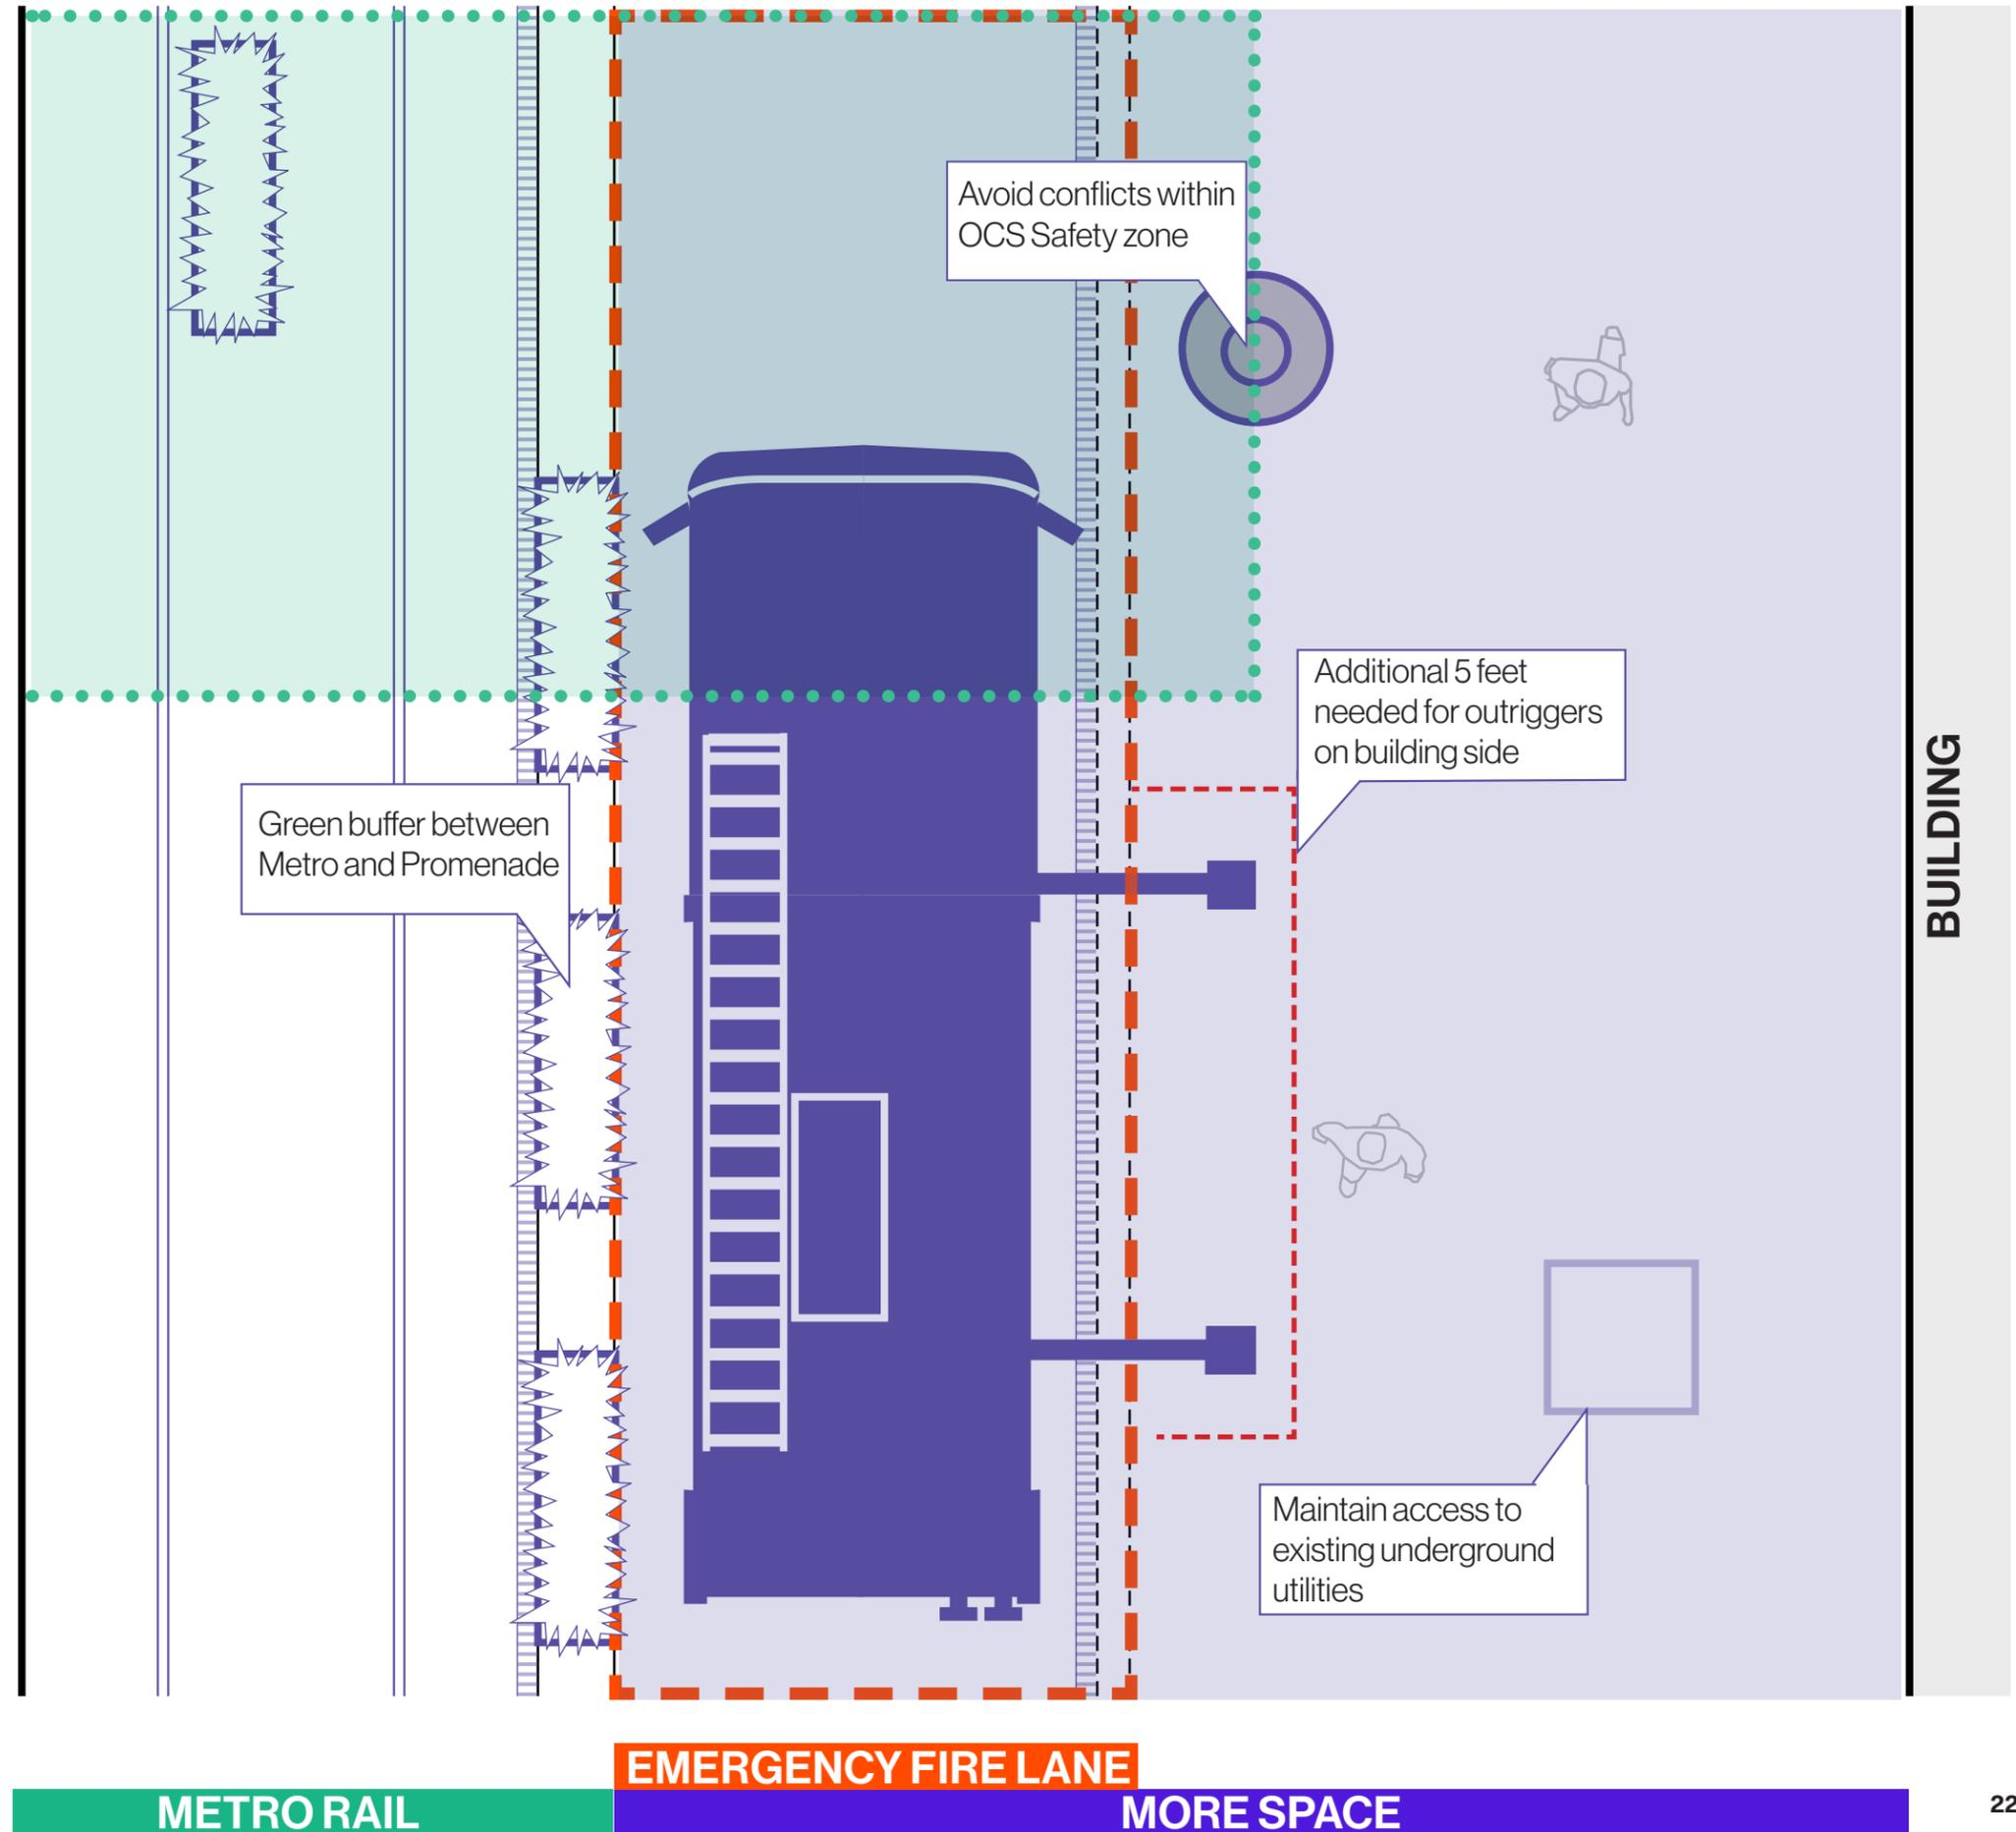 Avoid conflicts within
OCS Safety zone
Additional 5 feet
needed for outriggers
on building side
BUILDING
Green buffer between
Metro and Promenade
Maintain access to
existing underground
utilities
EMERGENCY FIRE LANE
METRO RAIL
MORE SPACE
22